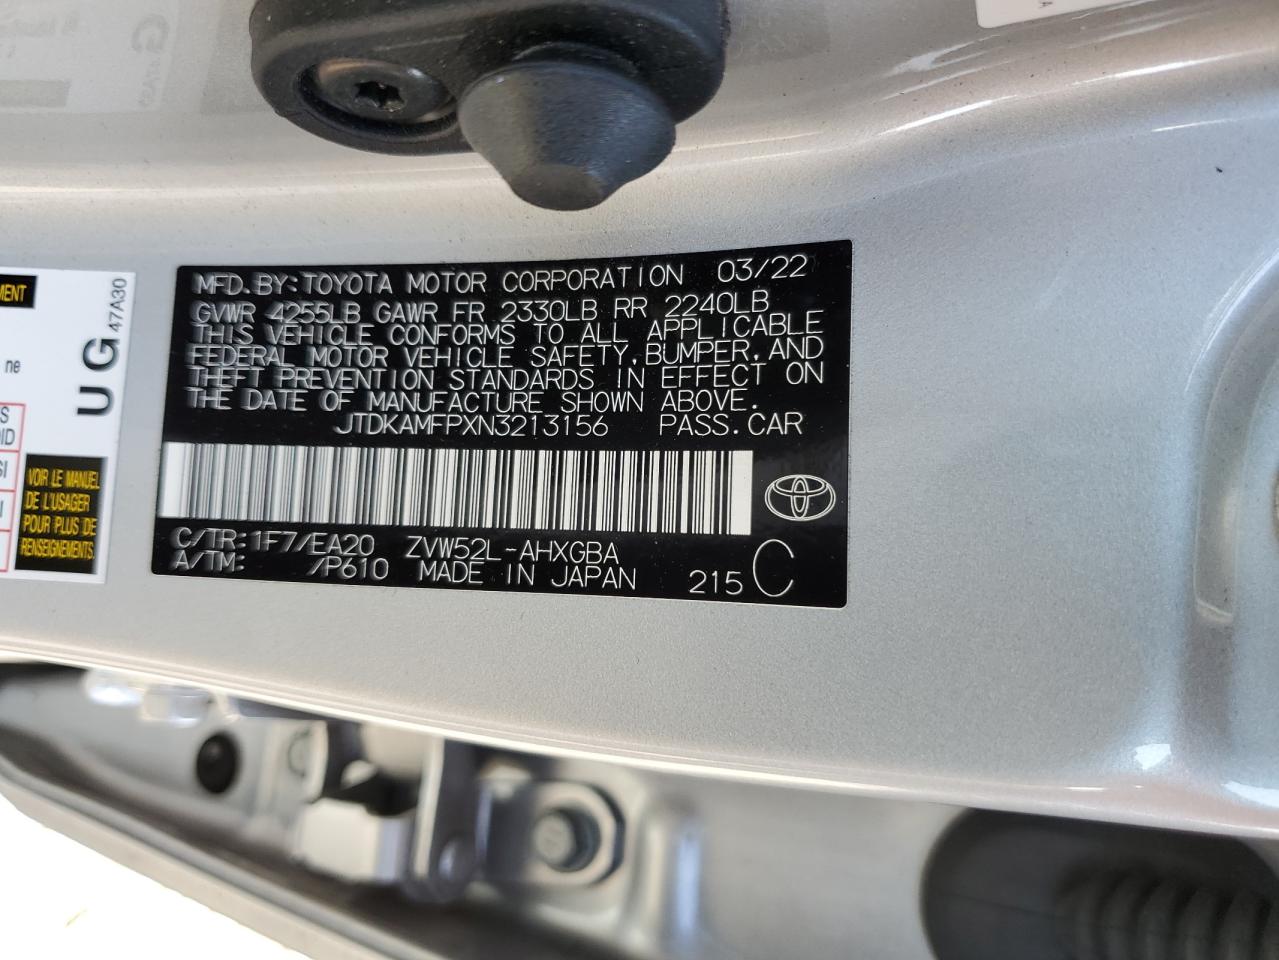 MFD.BY:TOYOTA MOTOR CORPORATION 03/22
GVWR 4255LB GAWR FR 2330LB RR 2240LB
THIS VEHICLE CONFORMS TO ALL APPLICABLE
FEDERAL MOTOR VEHICLE SAFETY,BUMPER,AND
THEFT PREVENTION STANDARDS IN EFFECT ON
THE DATE OF MANUFACTURE SHOWN ABOVE.
JTDKAMFPXN3213156 PASS.CAR
C/TR:1F7/EA20 ZVW52L-AHXGBA
A/TM: /P610 MADE IN JAPAN 215 C
UG 47A30
MENT
ne
VOIR LE MANUEL
DE L'USAGER
POUR PLUS DE
RENSEIGNEMENTS.